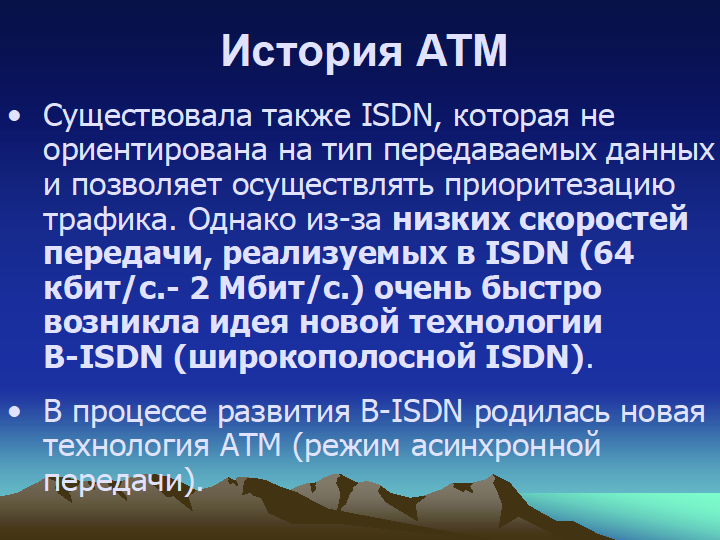 История ATM
• Существовала также ISDN, которая не
ориентирована на тип передаваемых данных
и позволяет осуществлять приоритезацию
трафика. Однако из-за низких скоростей
передачи, реализуемых в ISDN (64
кбит/с.- 2 Мбит/с.) очень быстро
возникла идея новой технологии
B-ISDN (широкополосной ISDN).
• В процессе развития B-ISDN родилась новая
технология ATM (режим асинхронной
передачи).